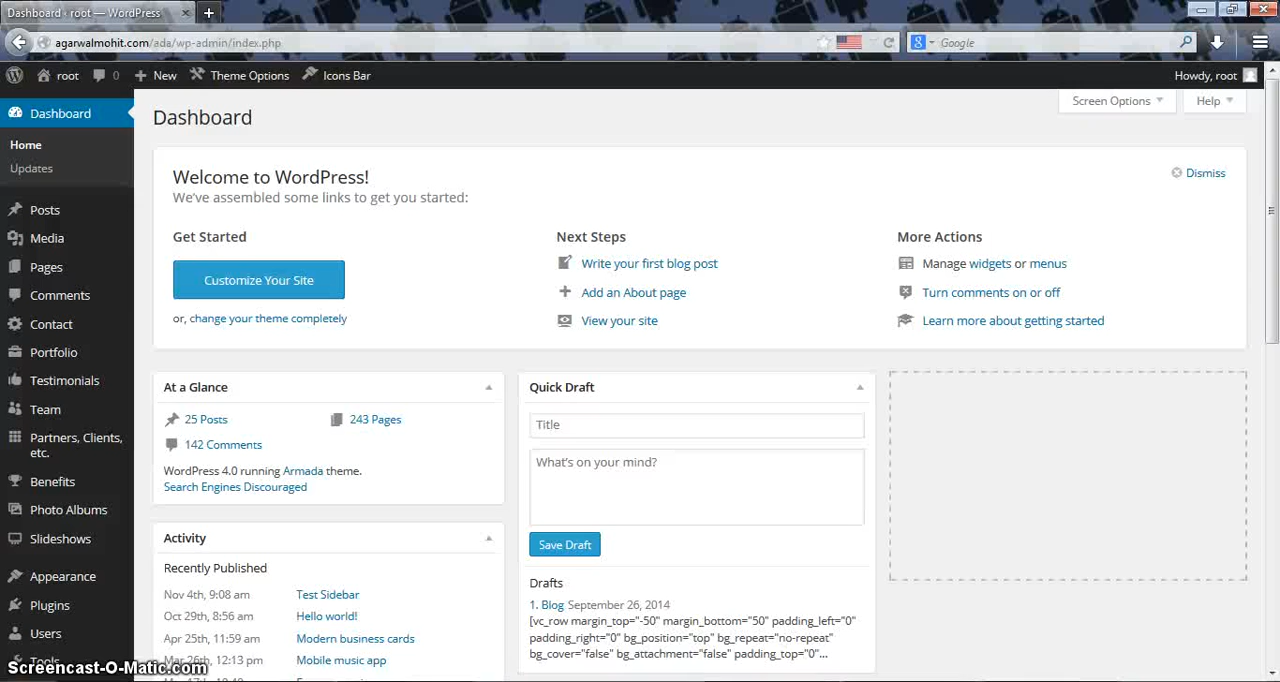 Dashboard ‹ root — WordPress
agarwalmohit.com/ada/wp-admin/index.php
Google
root
0
New
Theme Options
Icons Bar
Howdy, root
Dashboard
Home
Updates
Posts
Media
Pages
Comments
Contact
Portfolio
Testimonials
Team
Partners, Clients,
etc.
Benefits
Photo Albums
Slideshows
Appearance
Plugins
Users
Tools
Screencast-O-Matic.com
Dashboard
Screen Options
Help
Welcome to WordPress!
We've assembled some links to get you started:
Dismiss
Get Started
Customize Your Site
or, change your theme completely
Next Steps
Write your first blog post
Add an About page
View your site
More Actions
Manage widgets or menus
Turn comments on or off
Learn more about getting started
At a Glance
25 Posts
243 Pages
142 Comments
WordPress 4.0 running Armada theme.
Search Engines Discouraged
Activity
Recently Published
Nov 4th, 9:08 am Test Sidebar
Oct 29th, 8:56 am Hello world!
Apr 25th, 11:59 am Modern business cards
Mar 26th, 12:13 pm Mobile music app
Quick Draft
Title
What's on your mind?
Save Draft
Drafts
1. Blog September 26, 2014
[vc_row margin_top="-50" margin_bottom="50" padding_left="0"
padding_right="0" bg_position="top" bg_repeat="no-repeat"
bg_cover="false" bg_attachment="false" padding_top="0"...